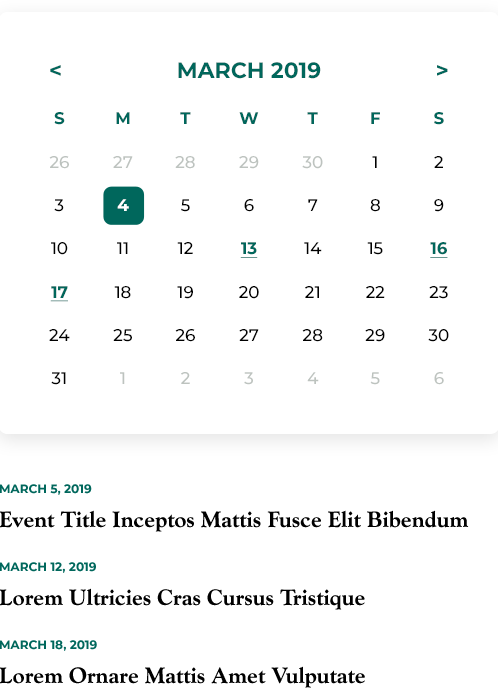 < MARCH 2019 >
S M T W T F S
26 27 28 29 30 1 2
3 4 5 6 7 8 9
10 11 12 13 14 15 16
17 18 19 20 21 22 23
24 25 26 27 28 29 30
31 1 2 3 4 5 6
MARCH 5, 2019
Event Title Inceptos Mattis Fusce Elit Bibendum
MARCH 12, 2019
Lorem Ultricies Cras Cursus Tristique
MARCH 18, 2019
Lorem Ornare Mattis Amet Vulputate